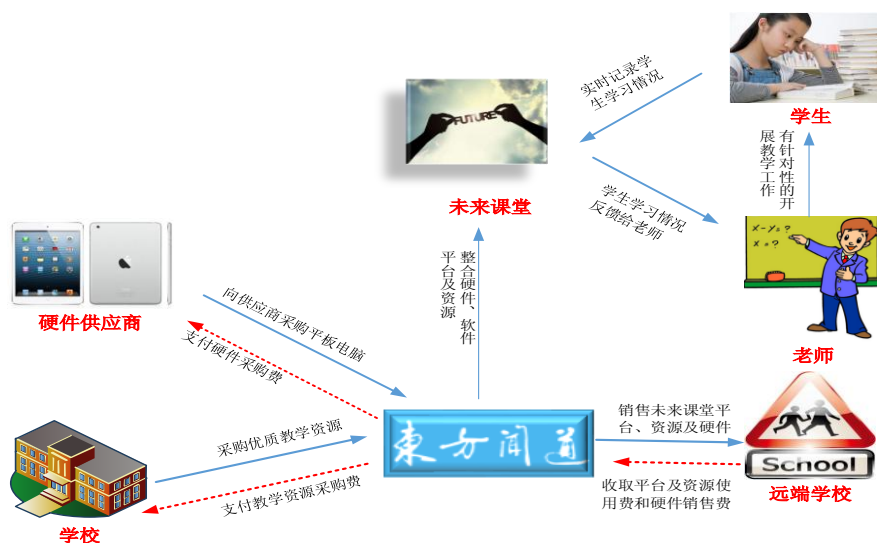 实时记录学
生学习情况
学生
FUTURE
有针对性的开
展教学工作
未来课堂
学生学习情况
反馈给老师
x-y=?
x=?
整合硬件、软件
平台及资源
硬件供应商
向供应商采购平板电脑
支付硬件采购费
老师
采购优质教学资源
東方闻道
销售未来课堂平
台、资源及硬件
School
支付教学资源采购费
收取平台及资源使
用费和硬件销售费
远端学校
学校